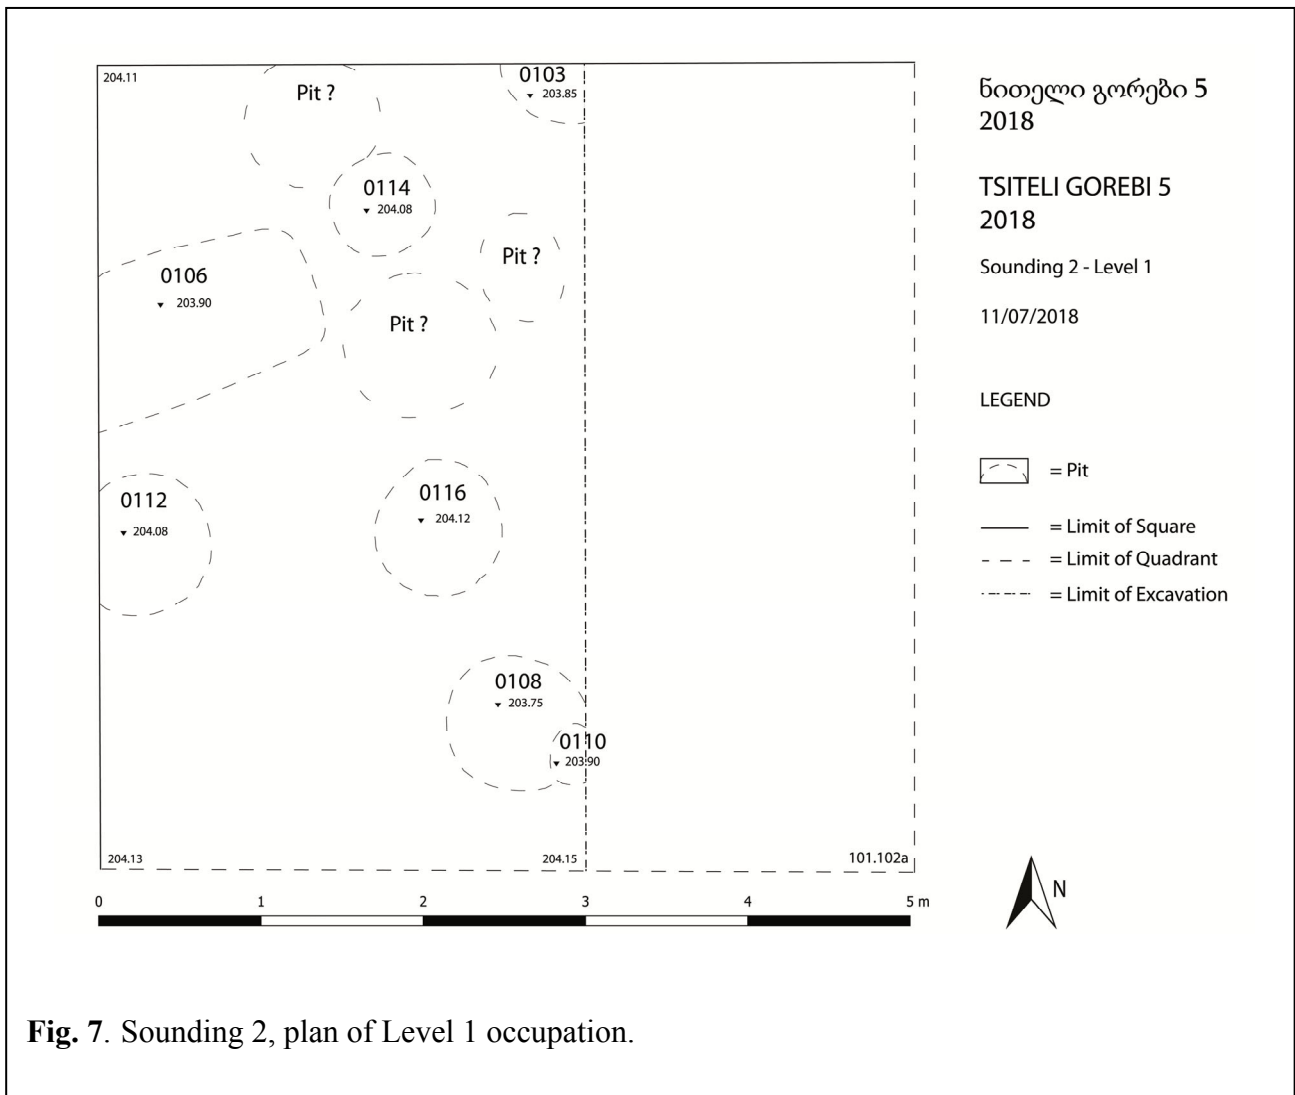 204.11
Pit ?
0103
203.85
0114
204.08
Pit ?
0106
203.90
Pit ?
0112
204.08
0116
204.12
0108
203.75
0110
203.90
204.13
204.15
101.102a
0 1 2 3 4 5 m
ნითელი გორები 5
2018
TSITELI GOREBI 5
2018
Sounding 2 - Level 1
11/07/2018
LEGEND
= Pit
= Limit of Square
= Limit of Quadrant
= Limit of Excavation
N
Fig. 7. Sounding 2, plan of Level 1 occupation.